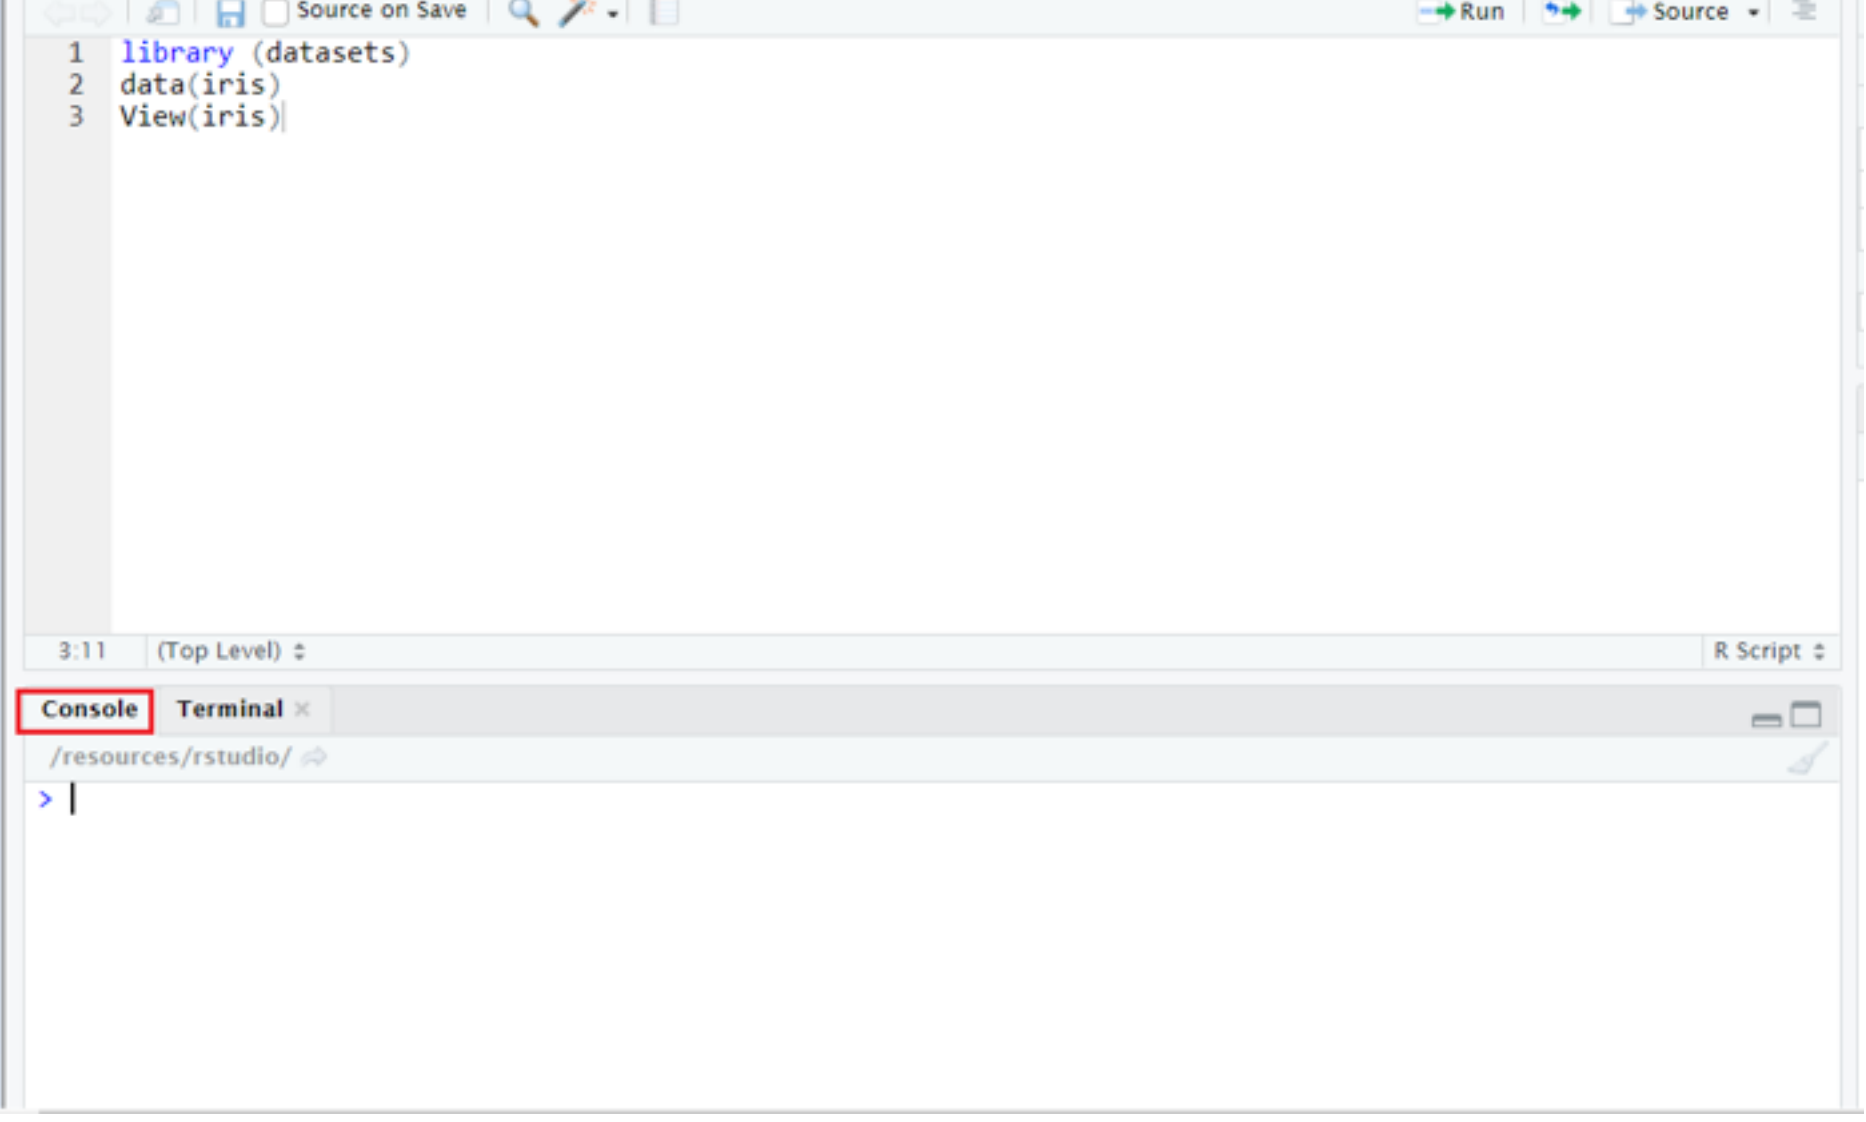 Source on Save Run Source
1 library (datasets)
2 data(iris)
3 View(iris)
3:11 (Top Level) R Script
Console Terminal
/resources/rstudio/
>